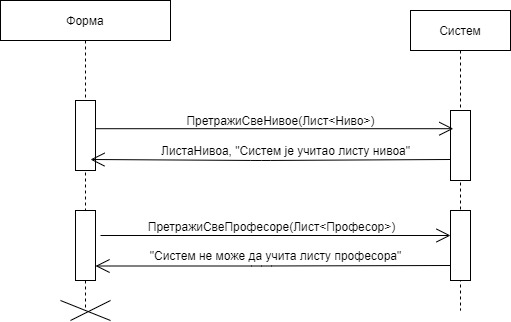 Форма
Систем
ПретражиСвеНивое(Лист<Ниво>)
ЛистаНивоа, "Систем је учитао листу нивоа"
ПретражиСвеПрофесоре(Лист<Професор>)
"Систем не може да учита листу професора"